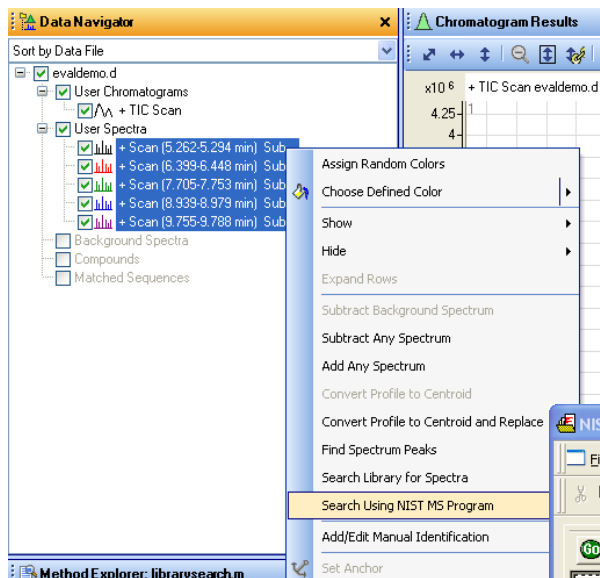 Data Navigator
Chromatogram Results
Sort by Data File
evaldemo.d
User Chromatograms
+ TIC Scan
User Spectra
+ Scan (5.262-5.294 min) Sub
+ Scan (6.399-6.448 min) Sub
+ Scan (7.705-7.753 min) Sub
+ Scan (8.939-8.979 min) Sub
+ Scan (9.755-9.788 min) Sub
Background Spectra
Compounds
Matched Sequences
x10 6 + TIC Scan evaldemo.d
4.25
1
4
Assign Random Colors
Choose Defined Color
Show
Hide
Expand Rows
Subtract Background Spectrum
Subtract Any Spectrum
Add Any Spectrum
Convert Profile to Centroid
Convert Profile to Centroid and Replace
Find Spectrum Peaks
Search Library for Spectra
Search Using NIST MS Program
Add/Edit Manual Identification
Set Anchor
NIS
Fi
Go
Method Explorer: librarysearch.m